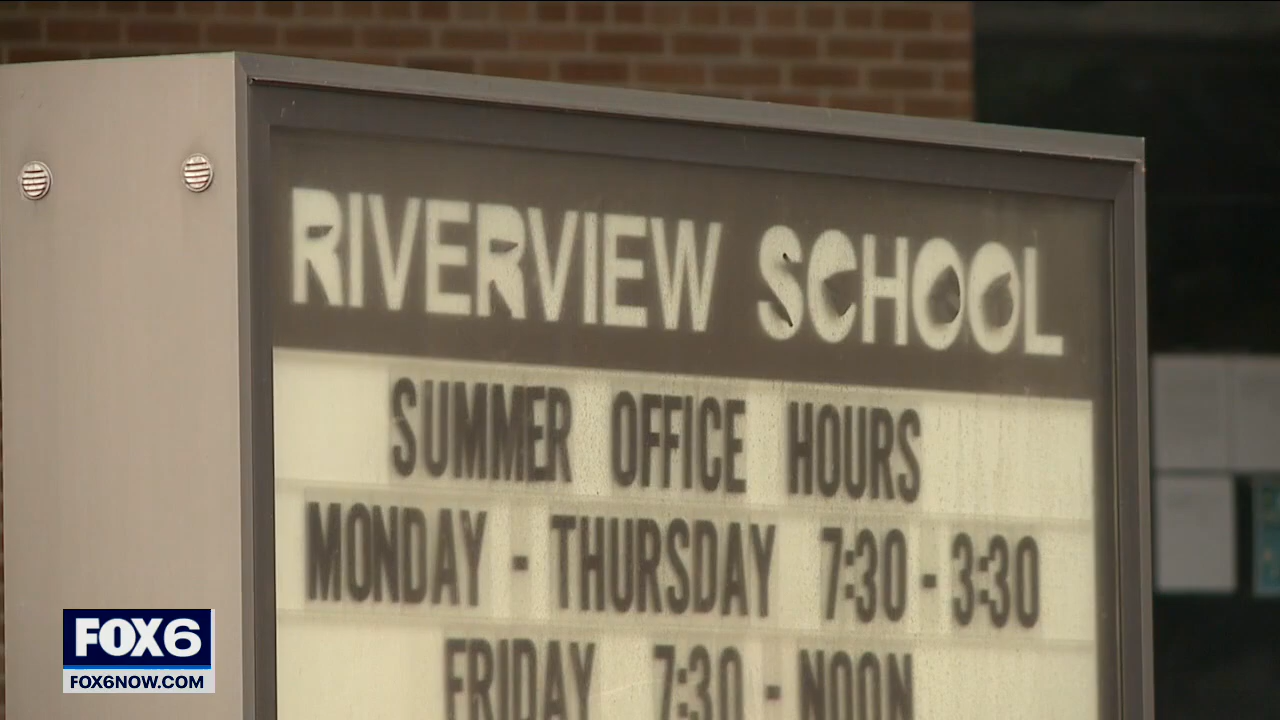 RIVERVIEW SCHOOL
SUMMER OFFICE HOURS
MONDAY - THURSDAY 7:30 - 3:30
FRIDAY 7:30 - NOON
FOX6
FOX6NOW.COM